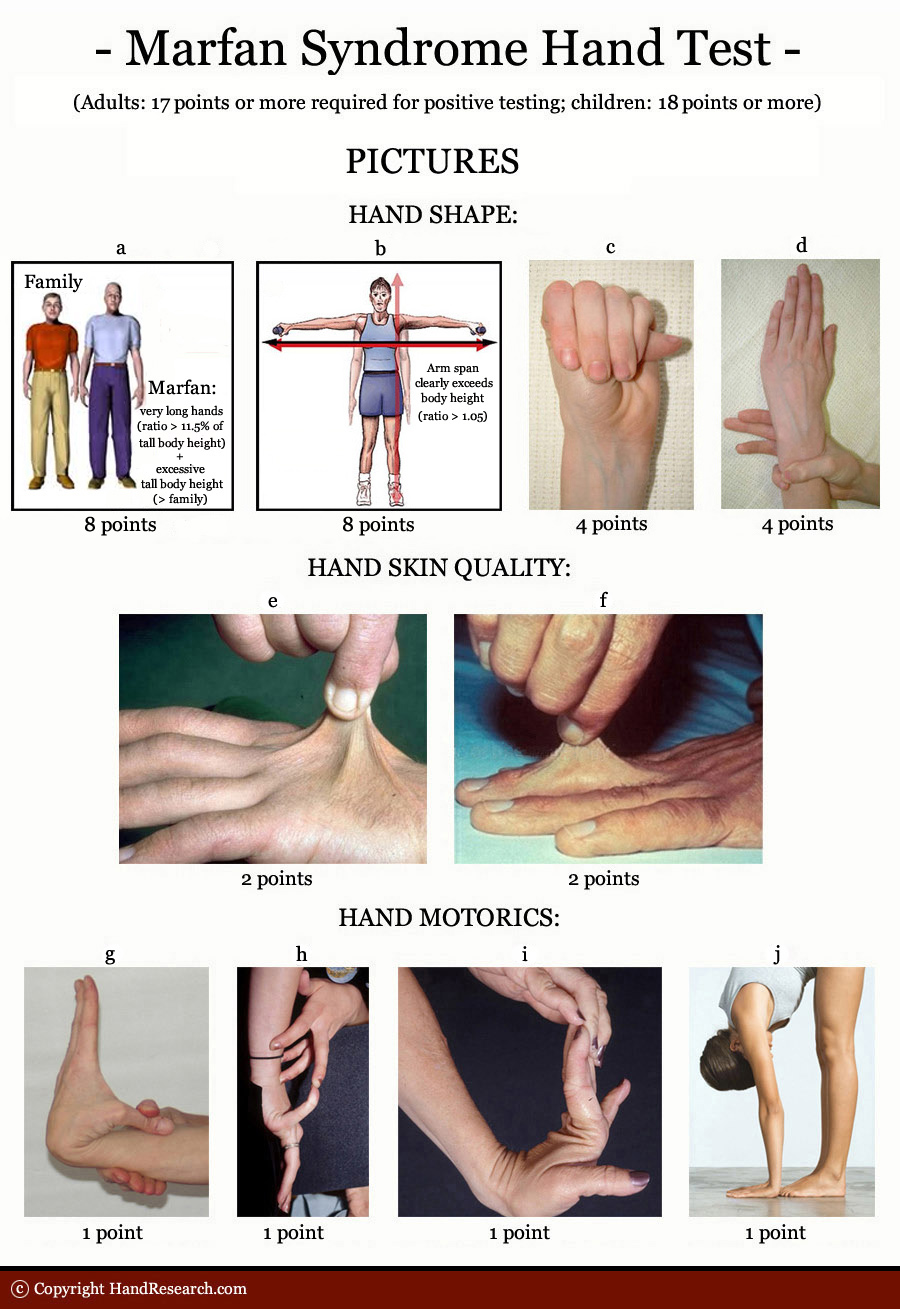 - Marfan Syndrome Hand Test -
(Adults: 17 points or more required for positive testing; children: 18 points or more)
PICTURES
HAND SHAPE:
a
b
c
d
Family
Marfan:
very long hands
(ratio > 11.5% of
tall body height)
+
excessive
tall body height
(> family)
Arm span
clearly exceeds
body height
(ratio > 1.05)
8 points
8 points
4 points
4 points
HAND SKIN QUALITY:
e
f
2 points
2 points
HAND MOTORICS:
g
h
i
j
1 point
1 point
1 point
1 point
© Copyright HandResearch.com